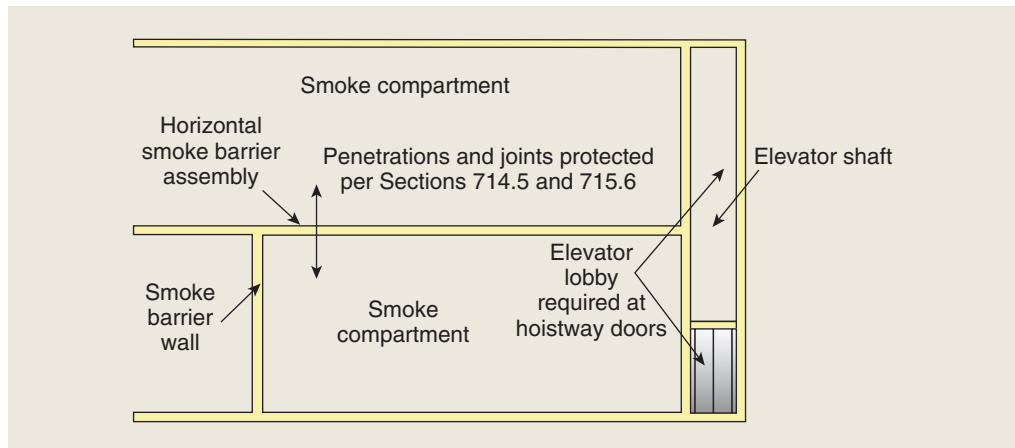 Smoke compartment
Horizontal
smoke barrier
assembly
Penetrations and joints protected
per Sections 714.5 and 715.6
Elevator shaft
Smoke
barrier
wall
Smoke
compartment
Elevator
lobby
required at
hoistway doors